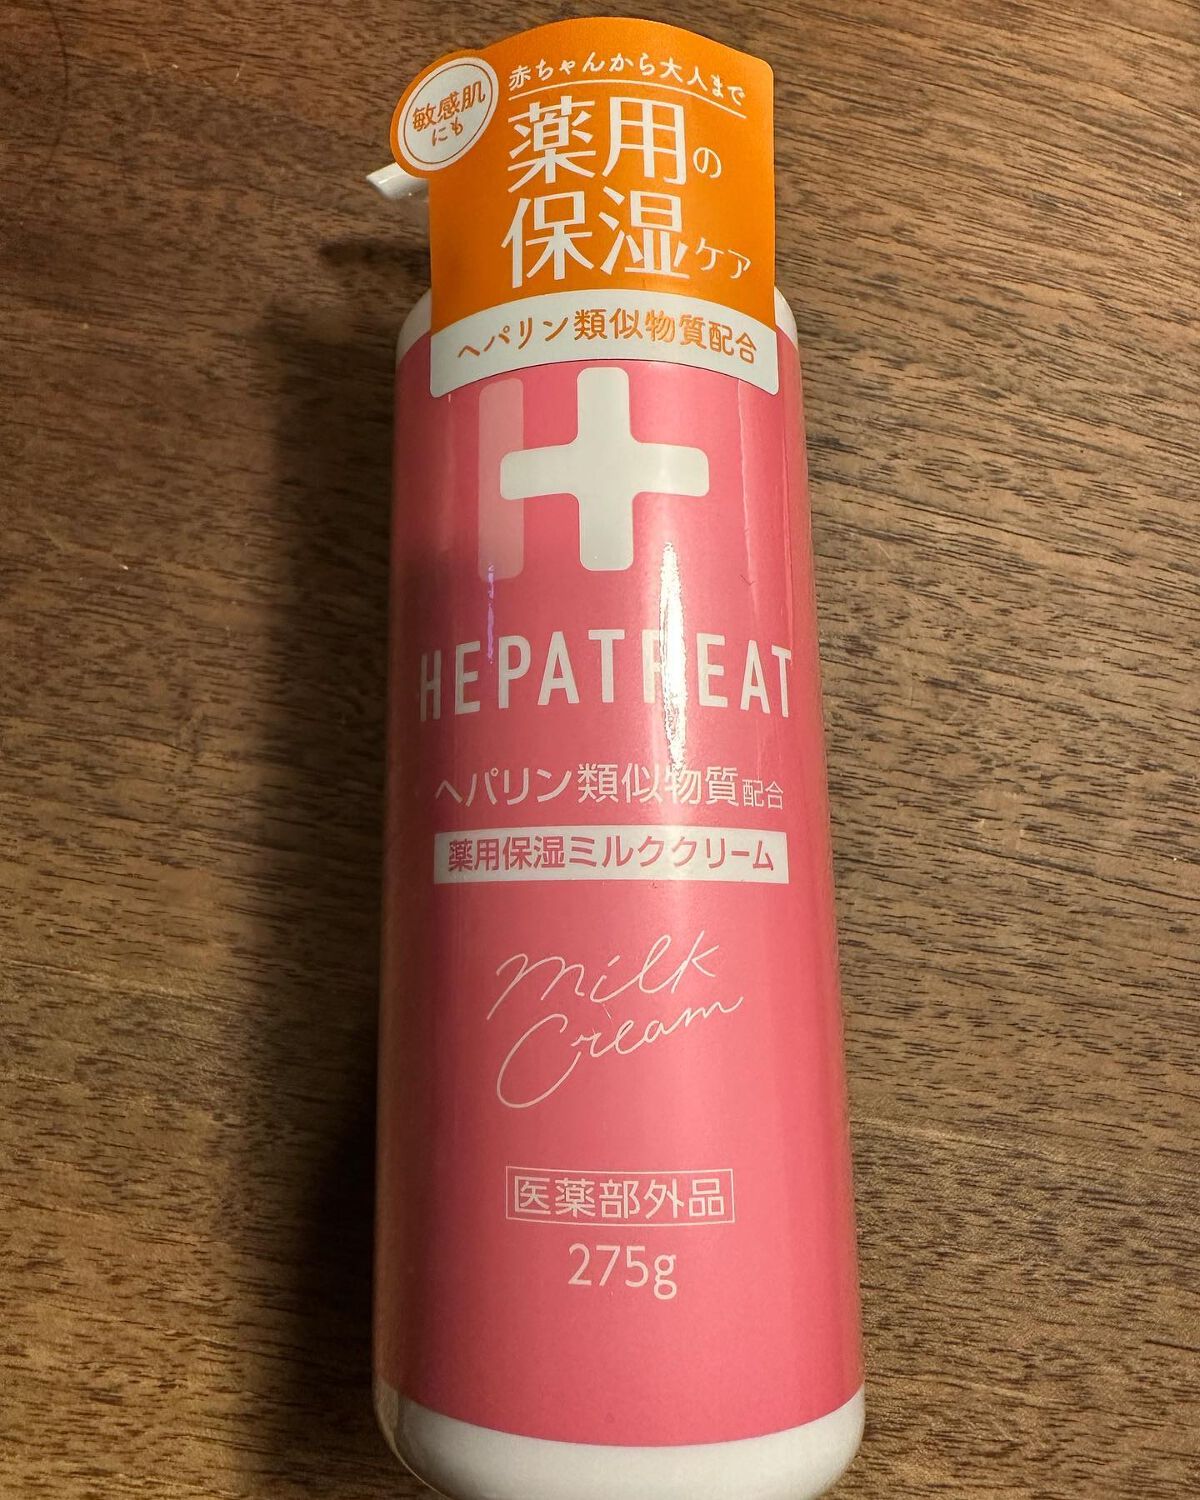 敏感肌
にも
赤ちゃんから大人まで
薬用の
保湿ケア
ヘパリン類似物質配合
HEPATREAT
ヘパリン類似物質配合
薬用保湿ミルククリーム
milk
Cream
医薬部外品
275g